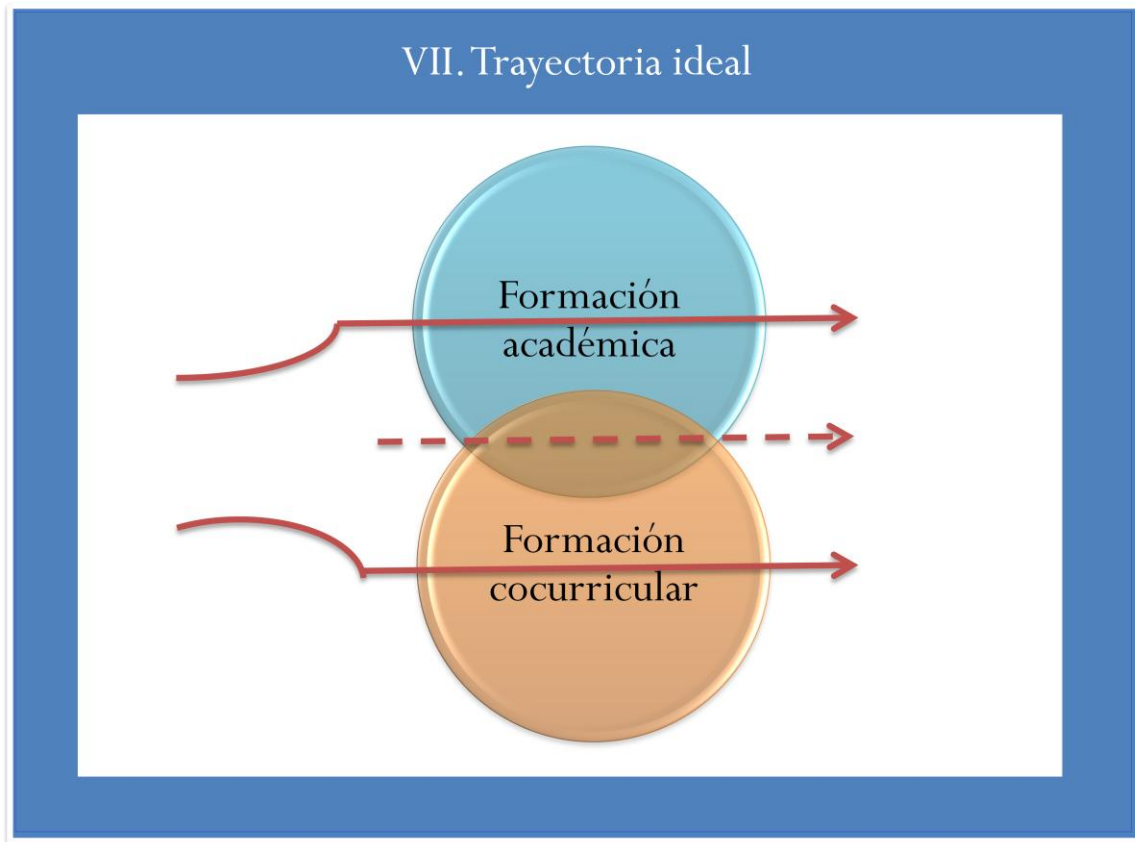 VII. Trayectoria ideal
Formación
académica
Formación
cocurricular